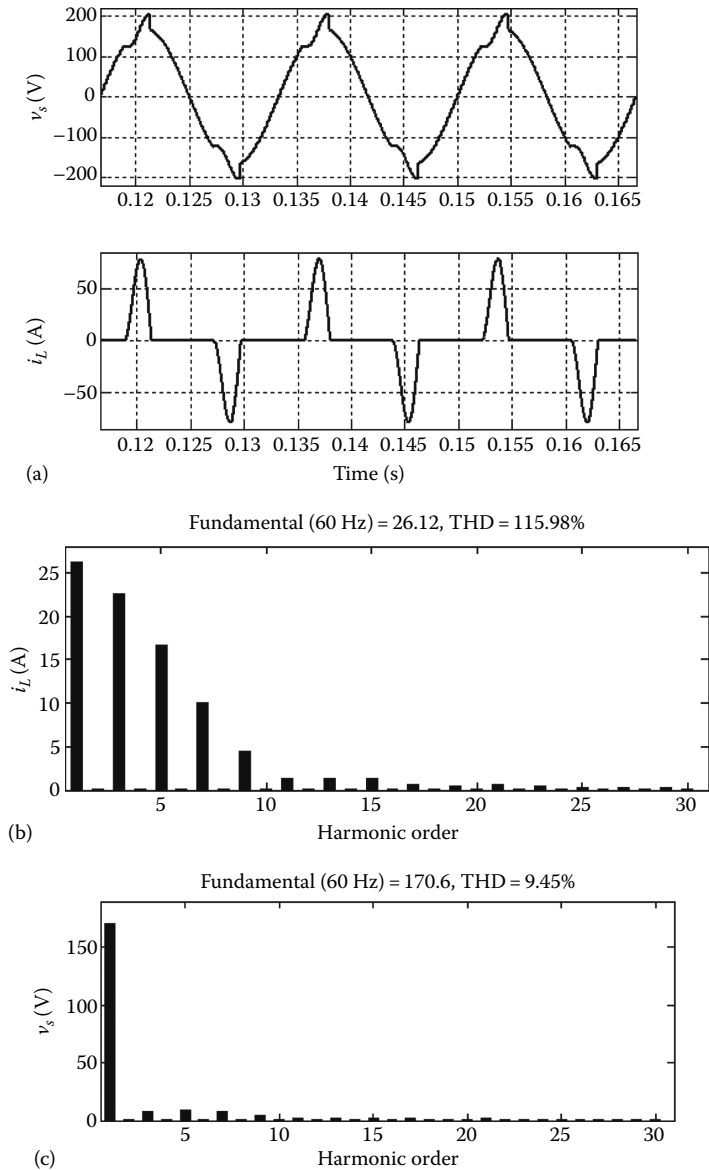 200
100
0
−100
−200
vs (V)
0.12 0.125 0.13 0.135 0.14 0.145 0.15 0.155 0.16 0.165
50
0
−50
iL (A)
0.12 0.125 0.13 0.135 0.14 0.145 0.15 0.155 0.16 0.165
(a)
Time (s)
Fundamental (60 Hz) = 26.12, THD = 115.98%
25
20
15
10
5
0
iL (A)
5 10 15 20 25 30
(b)
Harmonic order
Fundamental (60 Hz) = 170.6, THD = 9.45%
150
100
50
0
vs (V)
5 10 15 20 25 30
(c)
Harmonic order